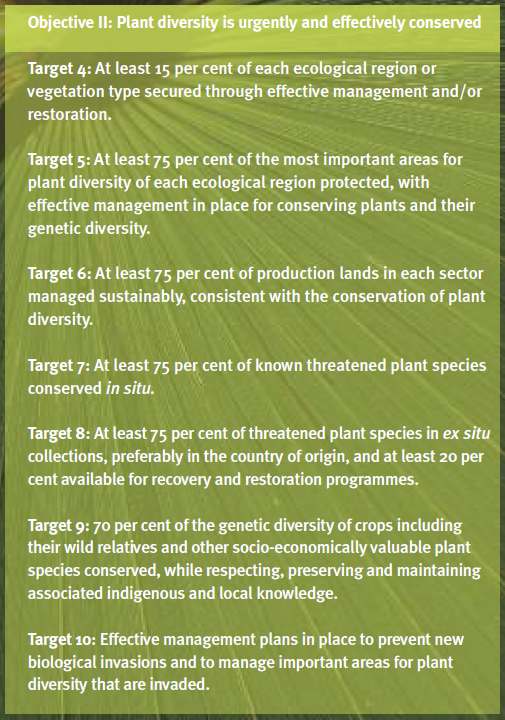 Objective II: Plant diversity is urgently and effectively conserved
Target 4: At least 15 per cent of each ecological region or
vegetation type secured through effective management and/or
restoration.
Target 5: At least 75 per cent of the most important areas for
plant diversity of each ecological region protected, with
effective management in place for conserving plants and their
genetic diversity.
Target 6: At least 75 per cent of production lands in each sector
managed sustainably, consistent with the conservation of plant
diversity.
Target 7: At least 75 per cent of known threatened plant species
conserved in situ.
Target 8: At least 75 per cent of threatened plant species in ex situ
collections, preferably in the country of origin, and at least 20 per
cent available for recovery and restoration programmes.
Target 9: 70 per cent of the genetic diversity of crops including
their wild relatives and other socio-economically valuable plant
species conserved, while respecting, preserving and maintaining
associated indigenous and local knowledge.
Target 10: Effective management plans in place to prevent new
biological invasions and to manage important areas for plant
diversity that are invaded.